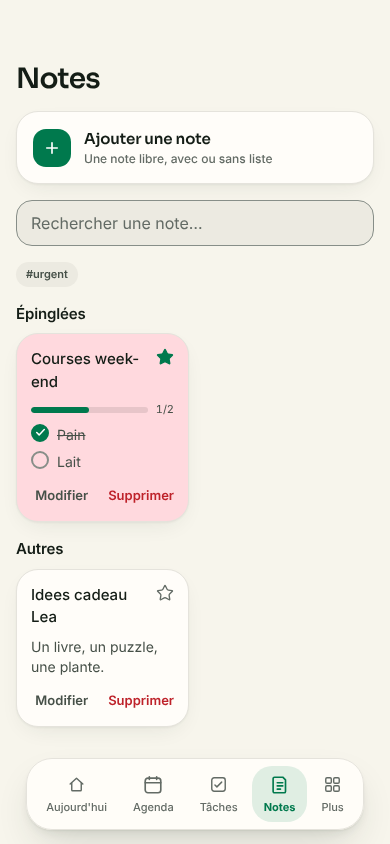 Notes
Ajouter une note
Une note libre, avec ou sans liste
Rechercher une note...
#urgent
Épinglées
Courses week-
end
1/2
Pain
Lait
Modifier Supprimer
Autres
Idees cadeau
Lea
Un livre, un puzzle,
une plante.
Modifier Supprimer
Aujourd'hui Agenda Tâches Notes Plus